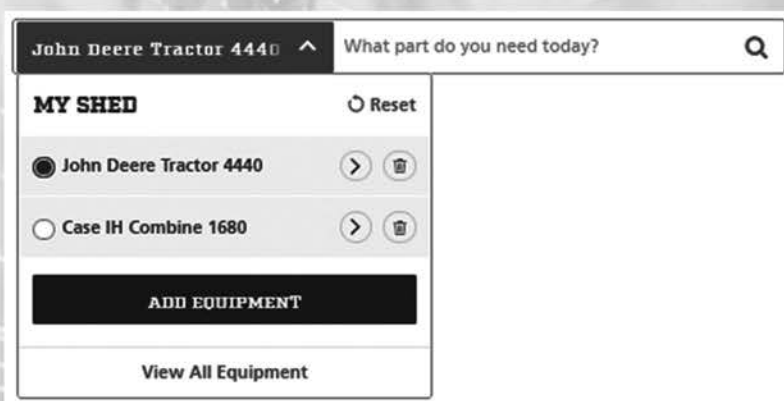 John Deere Tractor 4440
What part do you need today?
MY SHED
Reset
John Deere Tractor 4440
Case IH Combine 1680
ADD EQUIPMENT
View All Equipment